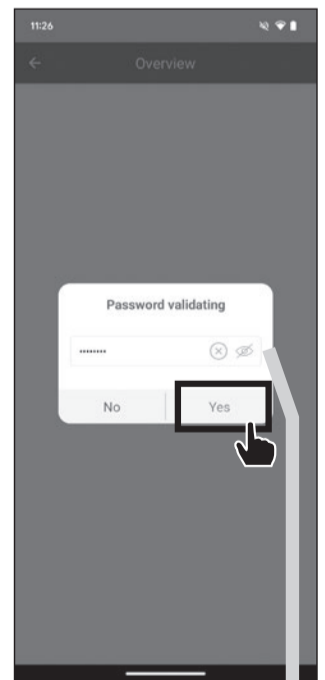 11:26
Overview
Password validating
••••••••
No
Yes